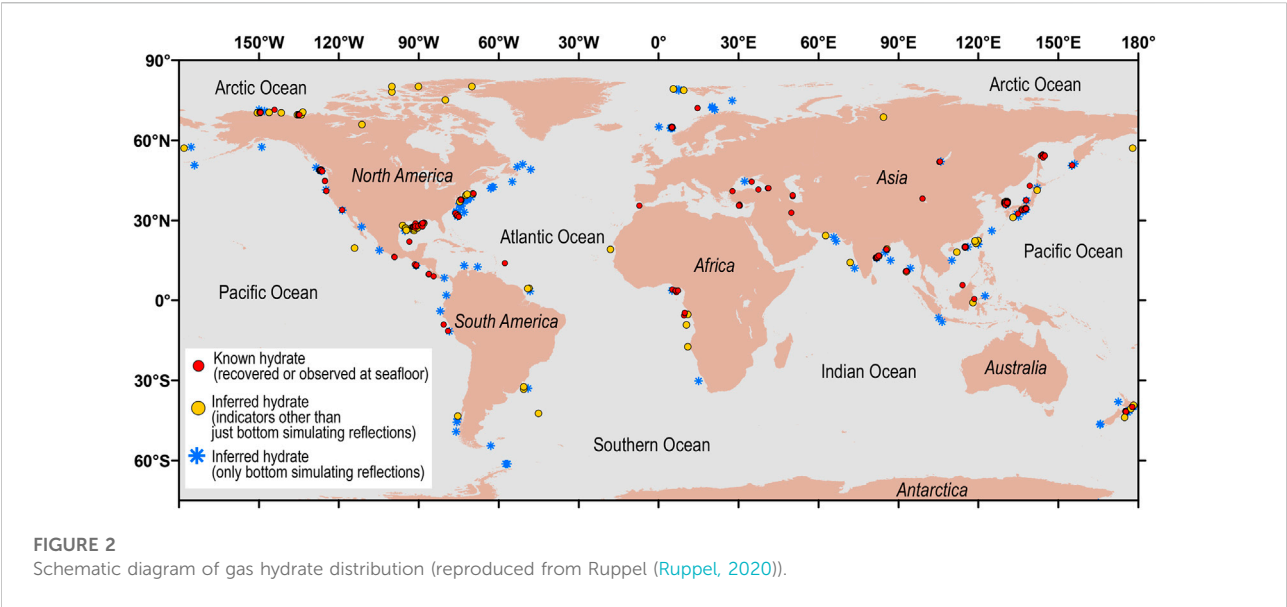 150°W 120°W 90°W 60°W 30°W 0° 30°E 60°E 90°E 120°E 150°E 180°
90°
60°N
30°N
0°
30°S
60°S
Arctic Ocean
Arctic Ocean
North America
Asia
Atlantic Ocean
Africa
Pacific Ocean
Pacific Ocean
South America
Indian Ocean
Australia
Southern Ocean
Antarctica
Known hydrate
(recovered or observed at seafloor)
Inferred hydrate
(indicators other than
just bottom simulating reflections)
Inferred hydrate
(only bottom simulating reflections)
FIGURE 2
Schematic diagram of gas hydrate distribution (reproduced from Ruppel (Ruppel, 2020)).